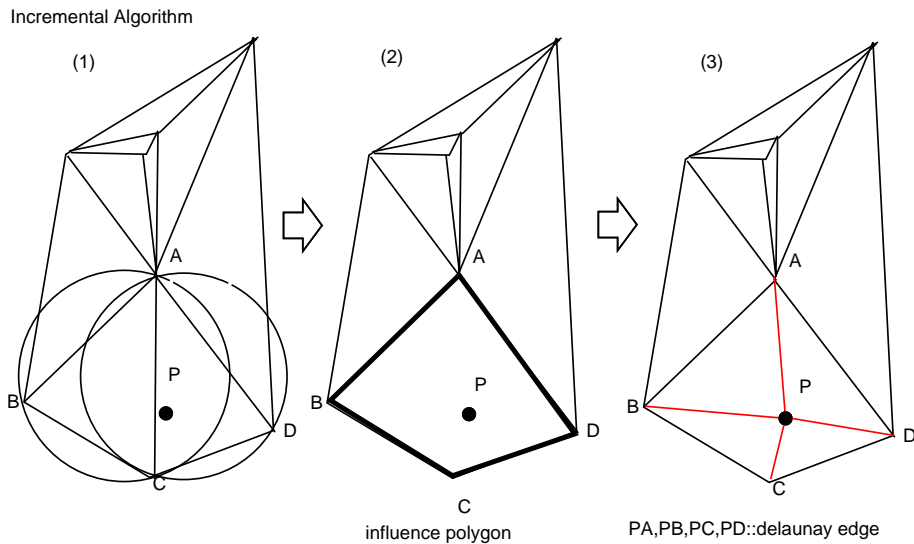 Incremental Algorithm
(1)
(2)
(3)
A
P
B
D
C
A
P
B
D
C
A
P
B
D
C
influence polygon
PA,PB,PC,PD::delaunay edge